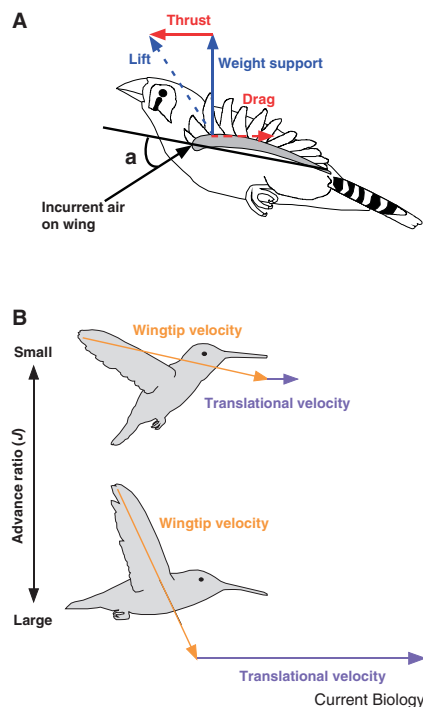 A
Thrust
Lift
Weight support
Drag
a
Incurrent air
on wing
B
Wingtip velocity
Small
Translational velocity
Advance ratio (J)
Wingtip velocity
Large
Translational velocity
Current Biology